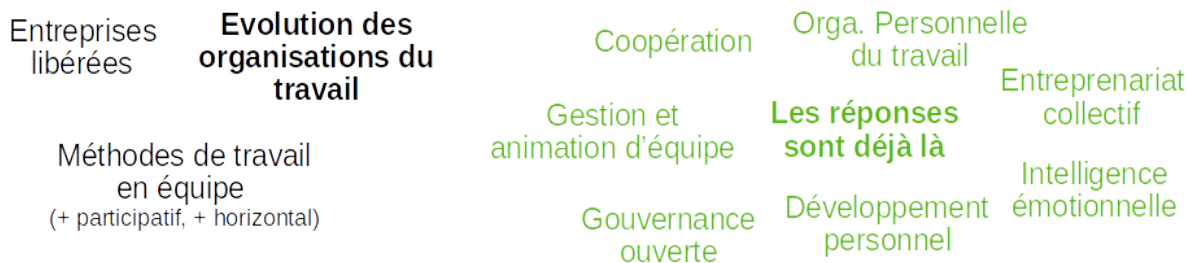 Entreprises
libérées
Evolution des
organisations du
travail
Méthodes de travail
en équipe
(+ participatif, + horizontal)
Coopération
Orga. Personnelle
du travail
Entreprenariat
collectif
Gestion et
animation d'équipe
Les réponses
sont déjà là
Intelligence
émotionnelle
Gouvernance
ouverte
Développement
personnel